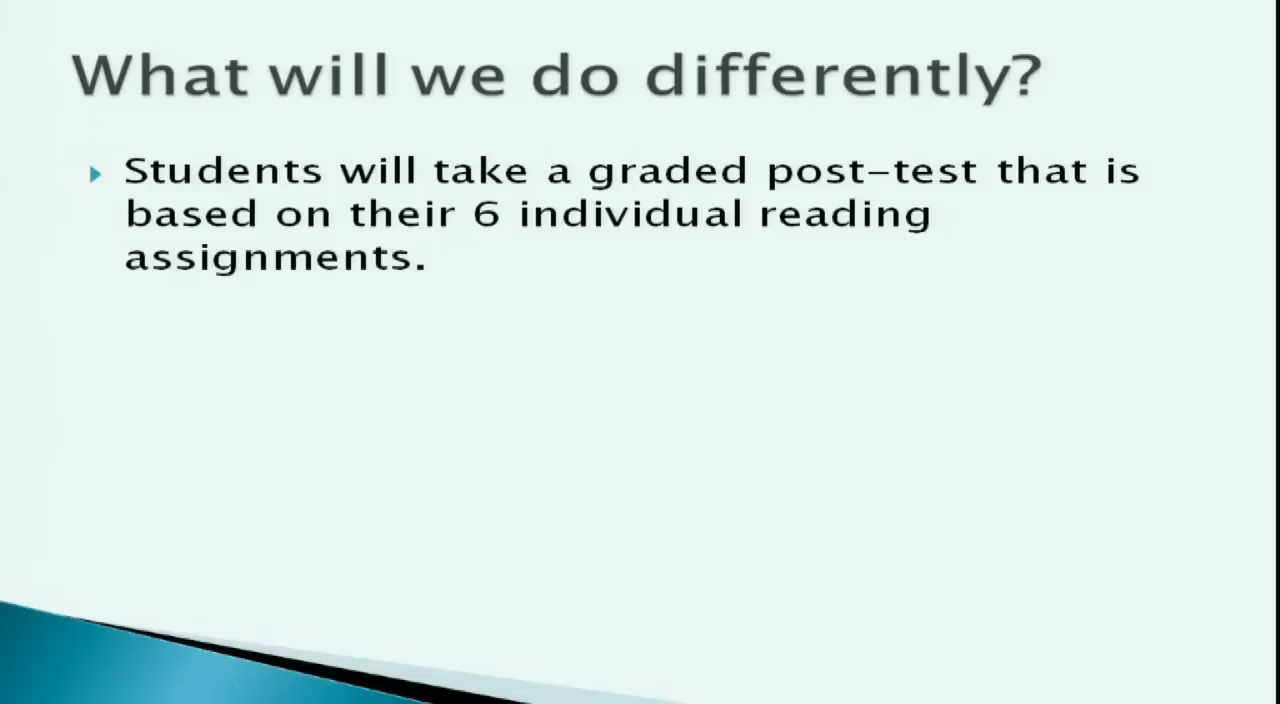 What will we do differently?
Students will take a graded post-test that is
based on their 6 individual reading
assignments.